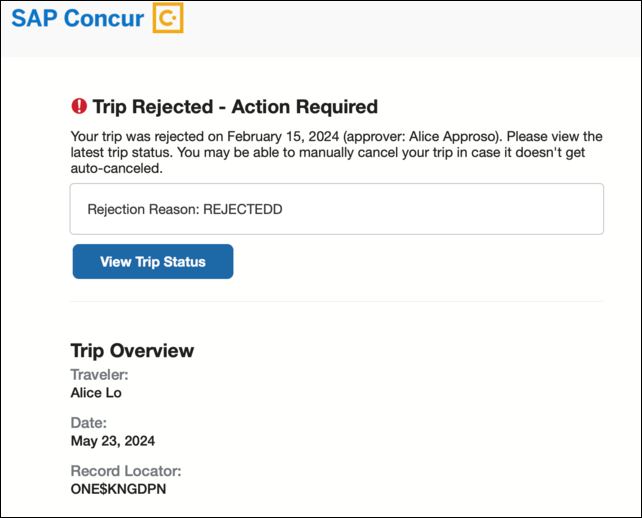 SAP Concur
Trip Rejected - Action Required
Your trip was rejected on February 15, 2024 (approver: Alice Approso). Please view the
latest trip status. You may be able to manually cancel your trip in case it doesn't get
auto-canceled.
Rejection Reason: REJECTEDD
View Trip Status
Trip Overview
Traveler:
Alice Lo
Date:
May 23, 2024
Record Locator:
ONE$KNGDPN